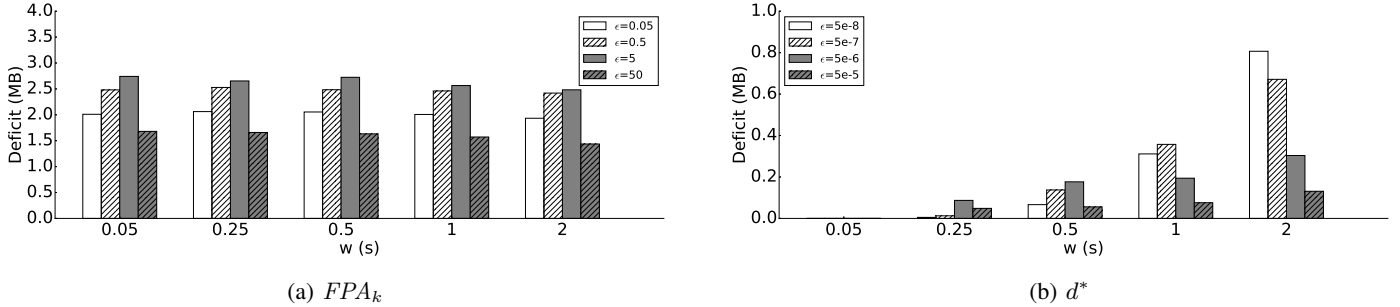 4.0
3.5
3.0
2.5
2.0
1.5
1.0
0.5
0.0
Deficit (MB)
0.05 0.25 0.5 1 2
w (s)
ϵ=0.05
ϵ=0.5
ϵ=5
ϵ=50
(a) FPA_k
1.0
0.8
0.6
0.4
0.2
0.0
Deficit (MB)
0.05 0.25 0.5 1 2
w (s)
ϵ=5e-8
ϵ=5e-7
ϵ=5e-6
ϵ=5e-5
(b) d*